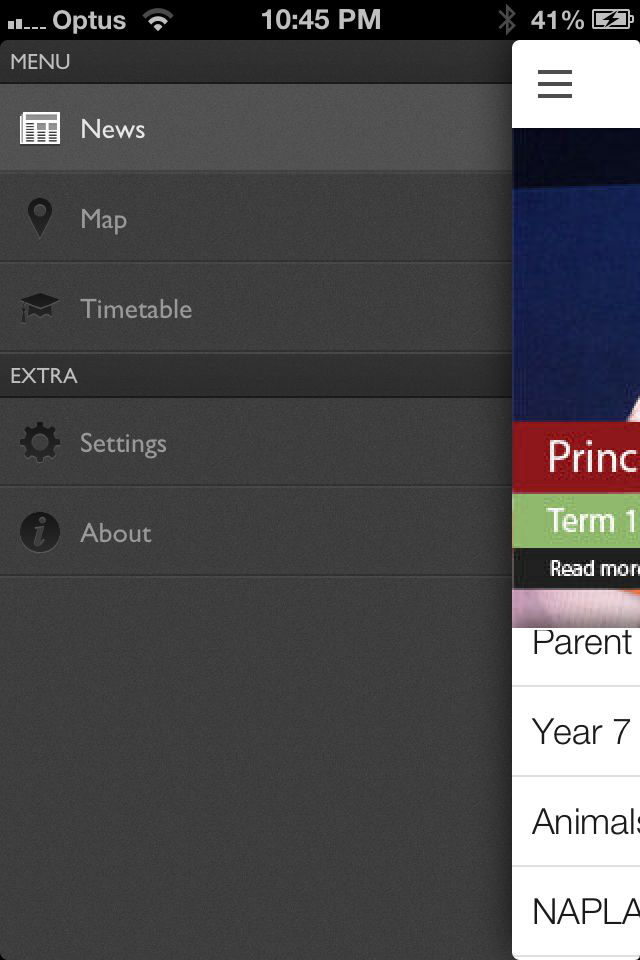 Optus 10:45 PM 41%
MENU
News
Map
Timetable
EXTRA
Settings
About
Princ
Term 1
Read more
Parent
Year 7
Animals
NAPLA